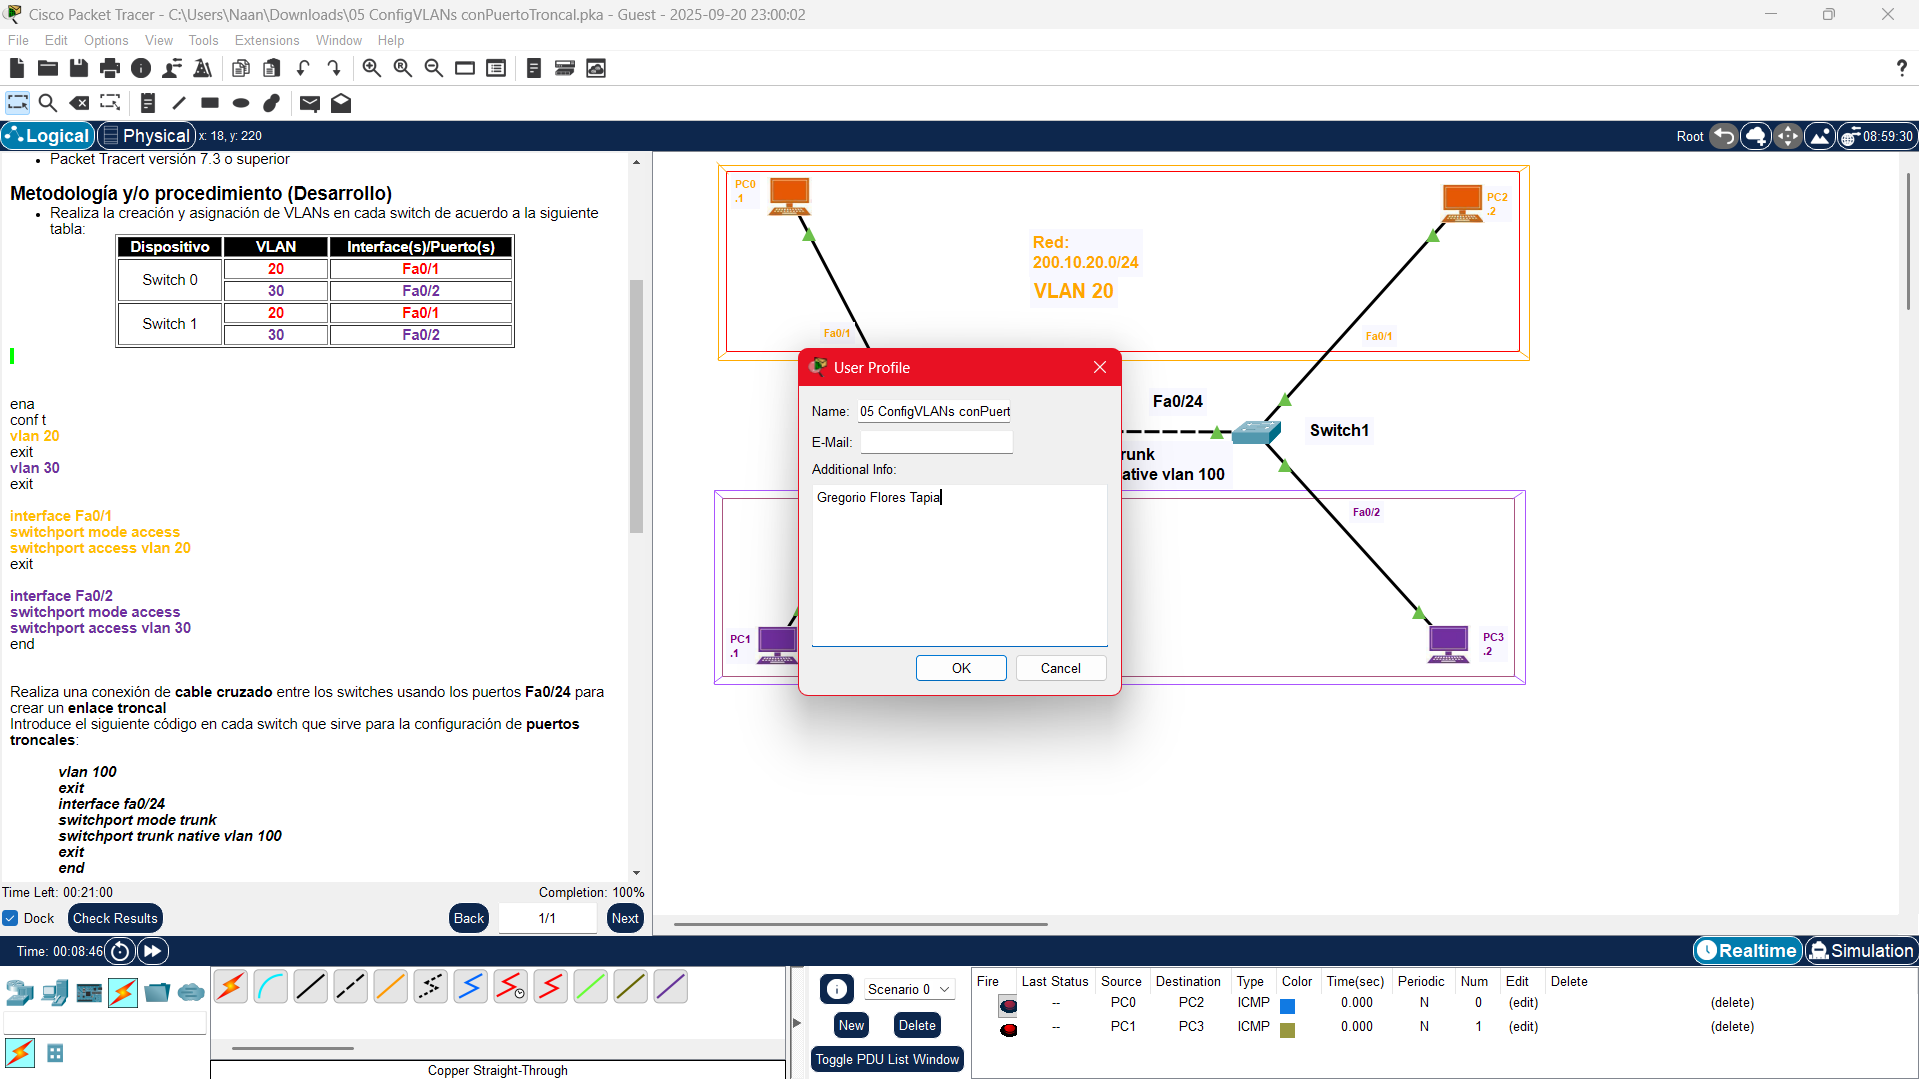 Cisco Packet Tracer - C:\Users\Naan\Downloads\05 ConfigVLANs conPuertoTroncal.pka - Guest - 2025-09-20 23:00:02
File Edit Options View Tools Extensions Window Help
Logical Physical x: 18, y: 220 Root 08:59:30
• Packet Tracert versión 7.3 o superior
Metodología y/o procedimiento (Desarrollo)
• Realiza la creación y asignación de VLANs en cada switch de acuerdo a la siguiente
tabla:
Dispositivo VLAN Interface(s)/Puerto(s)
Switch 0 20 Fa0/1
30 Fa0/2
Switch 1 20 Fa0/1
30 Fa0/2
ena
conf t
vlan 20
exit
vlan 30
exit
interface Fa0/1
switchport mode access
switchport access vlan 20
exit
interface Fa0/2
switchport mode access
switchport access vlan 30
end
Realiza una conexión de cable cruzado entre los switches usando los puertos Fa0/24 para
crear un enlace troncal
Introduce el siguiente código en cada switch que sirve para la configuración de puertos
troncales:
vlan 100
exit
interface fa0/24
switchport mode trunk
switchport trunk native vlan 100
exit
end
Time Left: 00:21:00 Completion: 100%
Dock Check Results Back 1/1 Next
PC0
.1
PC2
.2
Red:
200.10.20.0/24
VLAN 20
Fa0/1
Fa0/1
Fa0/24
Switch1
runk
ative vlan 100
Fa0/2
PC1
.1
PC3
.2
User Profile
Name: 05 ConfigVLANs conPuert
E-Mail:
Additional Info:
Gregorio Flores Tapia
OK Cancel
Time: 00:08:46 Realtime Simulation
Scenario 0
New Delete
Toggle PDU List Window
Fire Last Status Source Destination Type Color Time(sec) Periodic Num Edit Delete
-- PC0 PC2 ICMP 0.000 N 0 (edit) (delete)
-- PC1 PC3 ICMP 0.000 N 1 (edit) (delete)
Copper Straight-Through